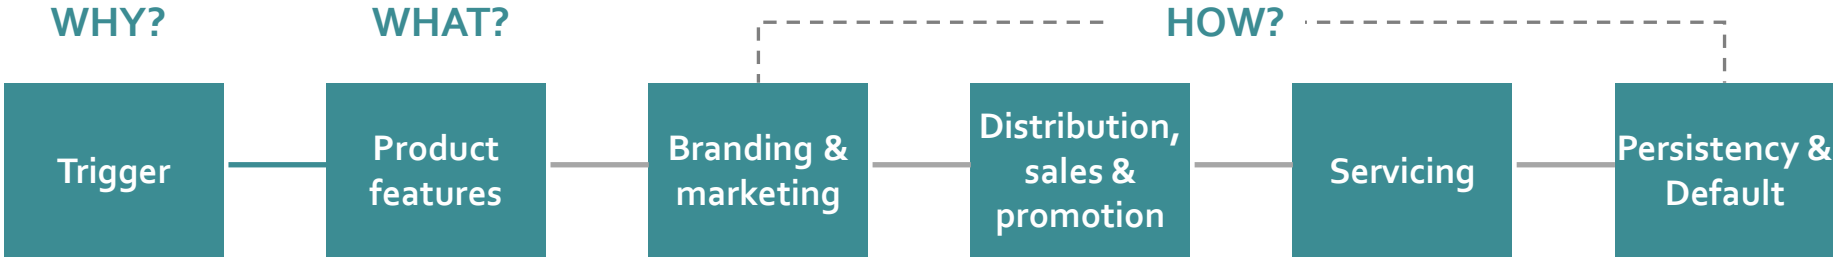 WHY?
WHAT?
HOW?
Trigger
Product
features
Branding &
marketing
Distribution,
sales &
promotion
Servicing
Persistency &
Default